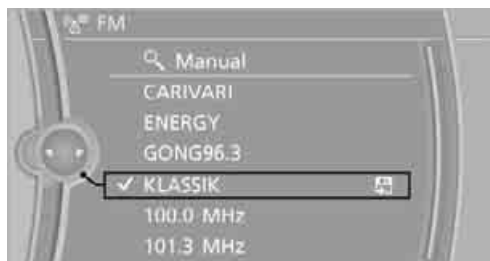 FM
Manual
CARIVARI
ENERGY
GONG96.3
KLASSIK
100.0 MHz
101.3 MHz